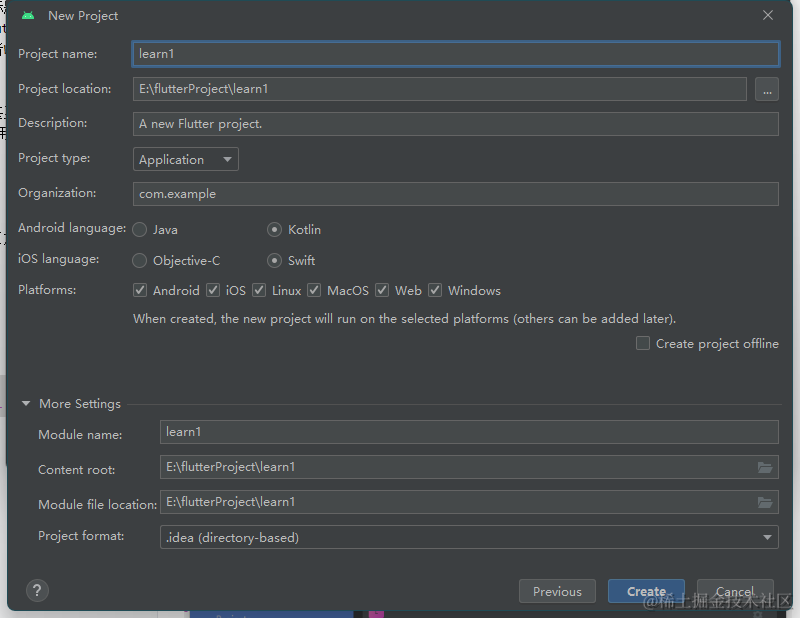 New Project
Project name: learn1
Project location: E:\flutterProject\learn1 ...
Description: A new Flutter project.
Project type: Application
Organization: com.example
Android language: Java Kotlin
iOS language: Objective-C Swift
Platforms: Android iOS Linux MacOS Web Windows
When created, the new project will run on the selected platforms (others can be added later).
Create project offline
More Settings
Module name: learn1
Content root: E:\flutterProject\learn1
Module file location: E:\flutterProject\learn1
Project format: .idea (directory-based)
? Previous Create Cancel
@稀土掘金技术社区